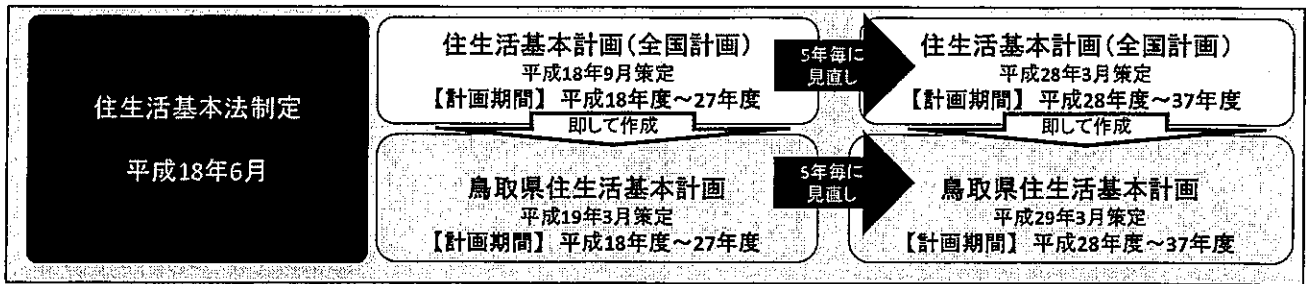 住生活基本法制定
平成18年6月
住生活基本計画(全国計画)
平成18年9月策定
【計画期間】 平成18年度～27年度
5年毎に
見直し
住生活基本計画(全国計画)
平成28年3月策定
【計画期間】 平成28年度～37年度
即して作成
即して作成
鳥取県住生活基本計画
平成19年3月策定
【計画期間】 平成18年度～27年度
5年毎に
見直し
鳥取県住生活基本計画
平成29年3月策定
【計画期間】 平成28年度～37年度